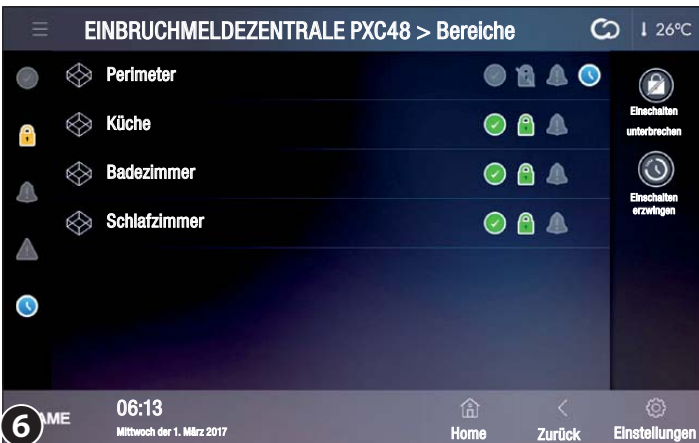 EINBRUCHMELDEZENTRALE PXC48 > Bereiche
26°C
Perimeter
Küche
Badezimmer
Schlafzimmer
Einschalten
unterbrechen
Einschalten
erzwingen
6
AME
06:13
Mittwoch der 1. März 2017
Home
Zurück
Einstellungen